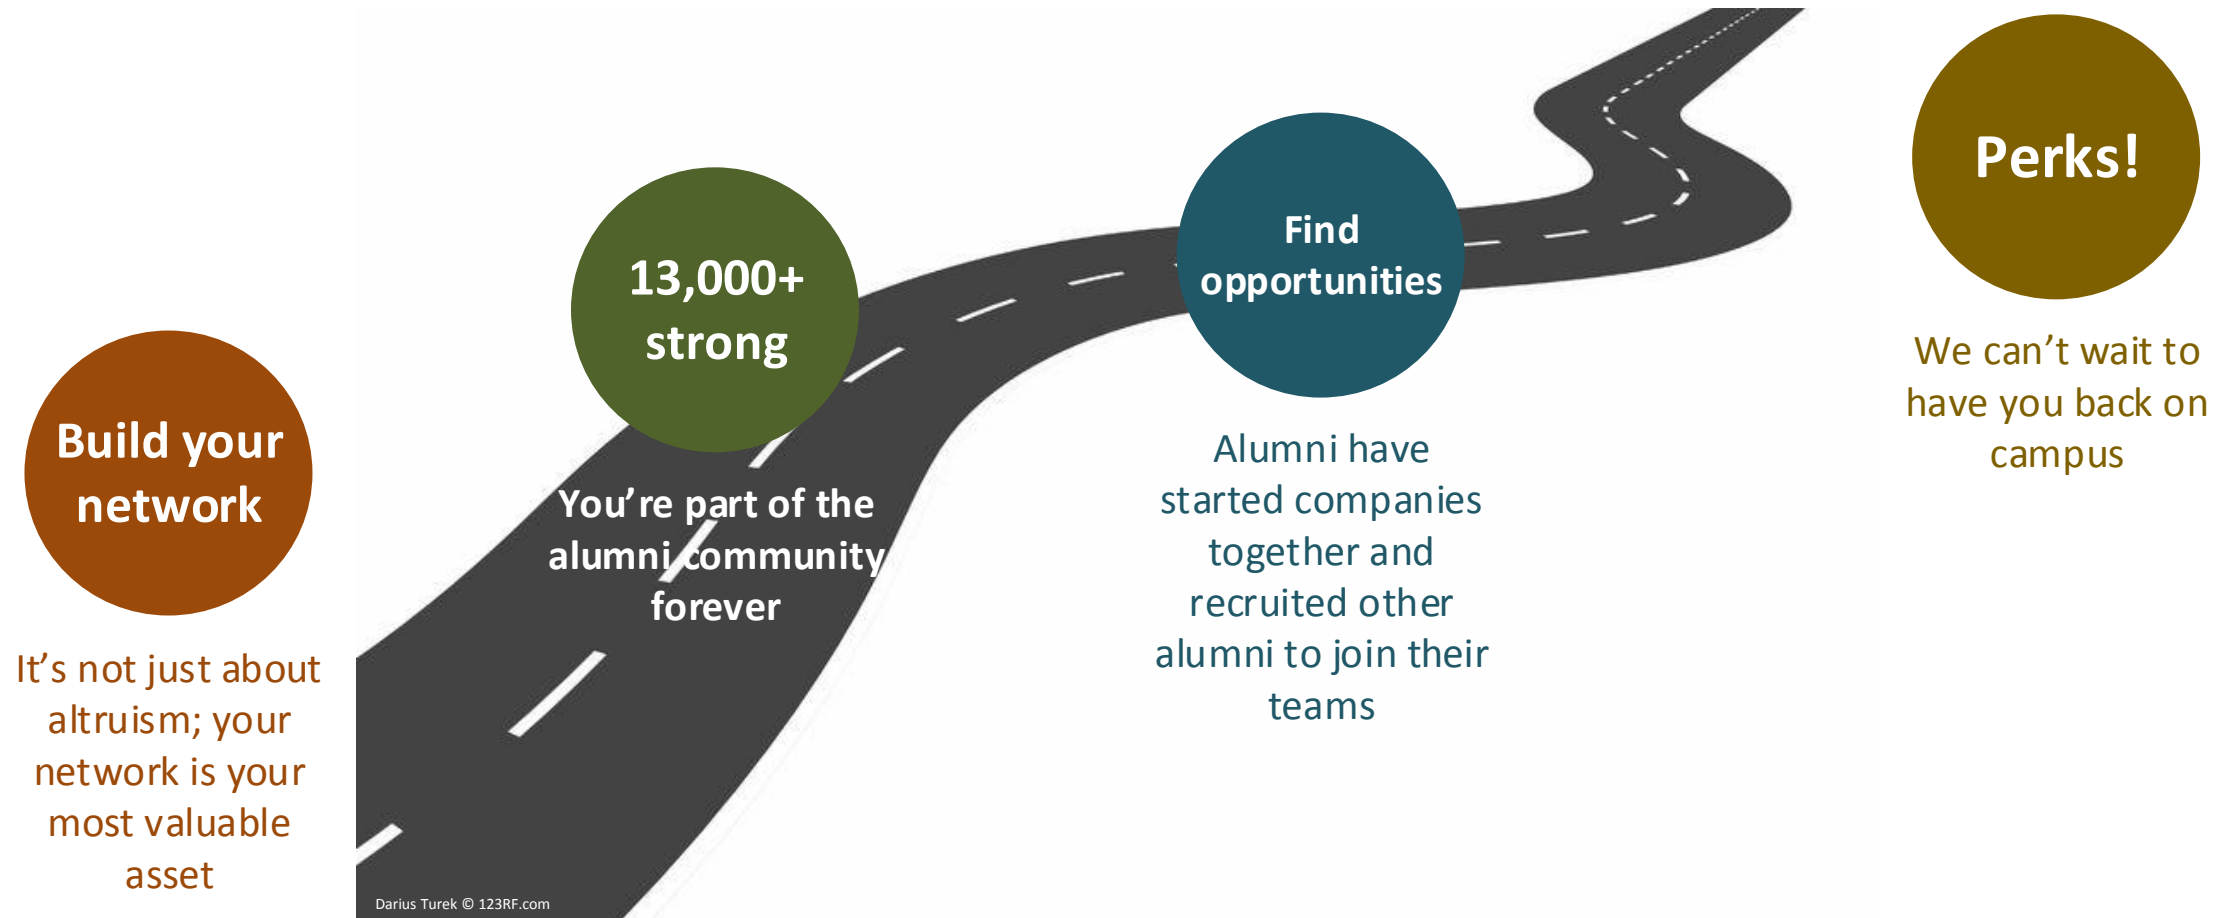 Build your
network
It’s not just about
altruism; your
network is your
most valuable
asset
13,000+
strong
You’re part of the
alumni community
forever
Find
opportunities
Alumni have
started companies
together and
recruited other
alumni to join their
teams
Perks!
We can’t wait to
have you back on
campus
Darius Turek © 123RF.com